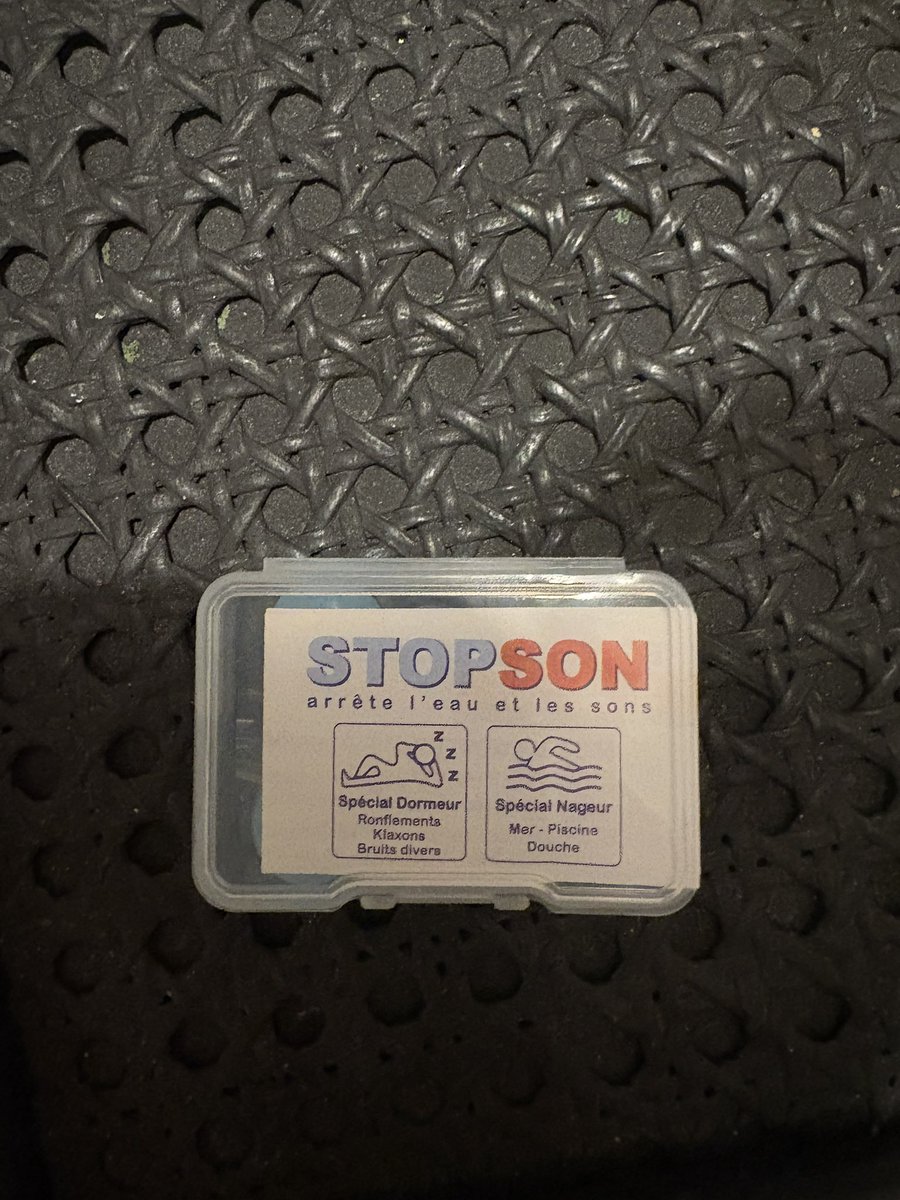 STOPSON
arrête l'eau et les sons
z
z
z
Spécial Dormeur
Ronflements
Klaxons
Bruits divers
Spécial Nageur
Mer - Piscine
Douche